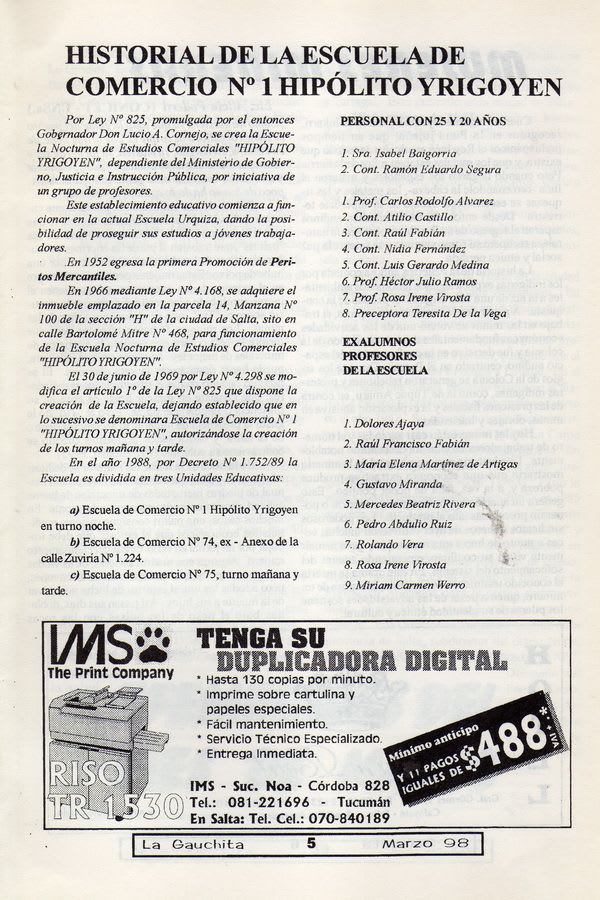 HISTORIAL DE LA ESCUELA DE
COMERCIO Nº 1 HIPÓLITO YRIGOYEN
Por Ley Nº 825, promulgada por el entonces
Gobernador Don Lucio A. Cornejo, se crea la Escue-
la Nocturna de Estudios Comerciales "HIPÓLITO
YRIGOYEN", dependiente del Ministerio de Gobier-
no, Justicia e Instrucción Pública, por iniciativa de
un grupo de profesores.
Este establecimiento educativo comienza a fun-
cionar en la actual Escuela Urquiza, dando la posi-
bilidad de proseguir sus estudios a jóvenes trabaja-
dores.
En 1952 egresa la primera Promoción de Peri-
tos Mercantiles.
En 1966 mediante Ley Nº 4.168, se adquiere el
inmueble emplazado en la parcela 14, Manzana Nº
100 de la sección "H" de la ciudad de Salta, sito en
calle Bartolomé Mitre Nº 468, para funcionamiento
de la Escuela Nocturna de Estudios Comerciales
"HIPÓLITO YRIGOYEN".
El 30 de junio de 1969 por Ley Nº 4.298 se mo-
difica el artículo 1º de la Ley Nº 825 que dispone la
creación de la Escuela, dejando establecido que en
lo sucesivo se denominara Escuela de Comercio Nº 1
"HIPÓLITO YRIGOYEN", autorizándose la creación
de los turnos mañana y tarde.
En el año 1988, por Decreto Nº 1.752/89 la
Escuela es dividida en tres Unidades Educativas:
a) Escuela de Comercio Nº 1 Hipólito Yrigoyen
en turno noche.
b) Escuela de Comercio Nº 74, ex - Anexo de la
calle Zuviría Nº 1.224.
c) Escuela de Comercio Nº 75, turno mañana y
tarde.
PERSONAL CON 25 Y 20 AÑOS
1. Sra. Isabel Baigorria
2. Cont. Ramón Eduardo Segura
1. Prof. Carlos Rodolfo Alvarez
2. Cont. Atilio Castillo
3. Cont. Raúl Fabián
4. Cont. Nidia Fernández
5. Cont. Luis Gerardo Medina
6. Prof. Héctor Julio Ramos
7. Prof. Rosa Irene Virosta
8. Preceptora Teresita De la Vega
EX ALUMNOS
PROFESORES
DE LA ESCUELA
1. Dolores Ajaya
2. Raúl Francisco Fabián
3. Maria Elena Martínez de Artigas
4. Gustavo Miranda
5. Mercedes Beatriz Rivera
6. Pedro Abdulio Ruiz
7. Rolando Vera
8. Rosa Irene Virosta
9. Miriam Carmen Werro
IMS
The Print Company
RISO
TR 1530
TENGA SU
DUPLICADORA DIGITAL
* Hasta 130 copias por minuto.
* Imprime sobre cartulina y
papeles especiales.
* Fácil mantenimiento.
* Servicio Técnico Especializado.
* Entrega Inmediata.
Mínimo anticipo
Y 11 PAGOS
IGUALES DE $488.* + IVA
IMS - Suc. Noa - Córdoba 828
Tel.: 081-221696 - Tucumán
En Salta: Tel. Cel.: 070-840189
La Gauchita 5 Marzo 98